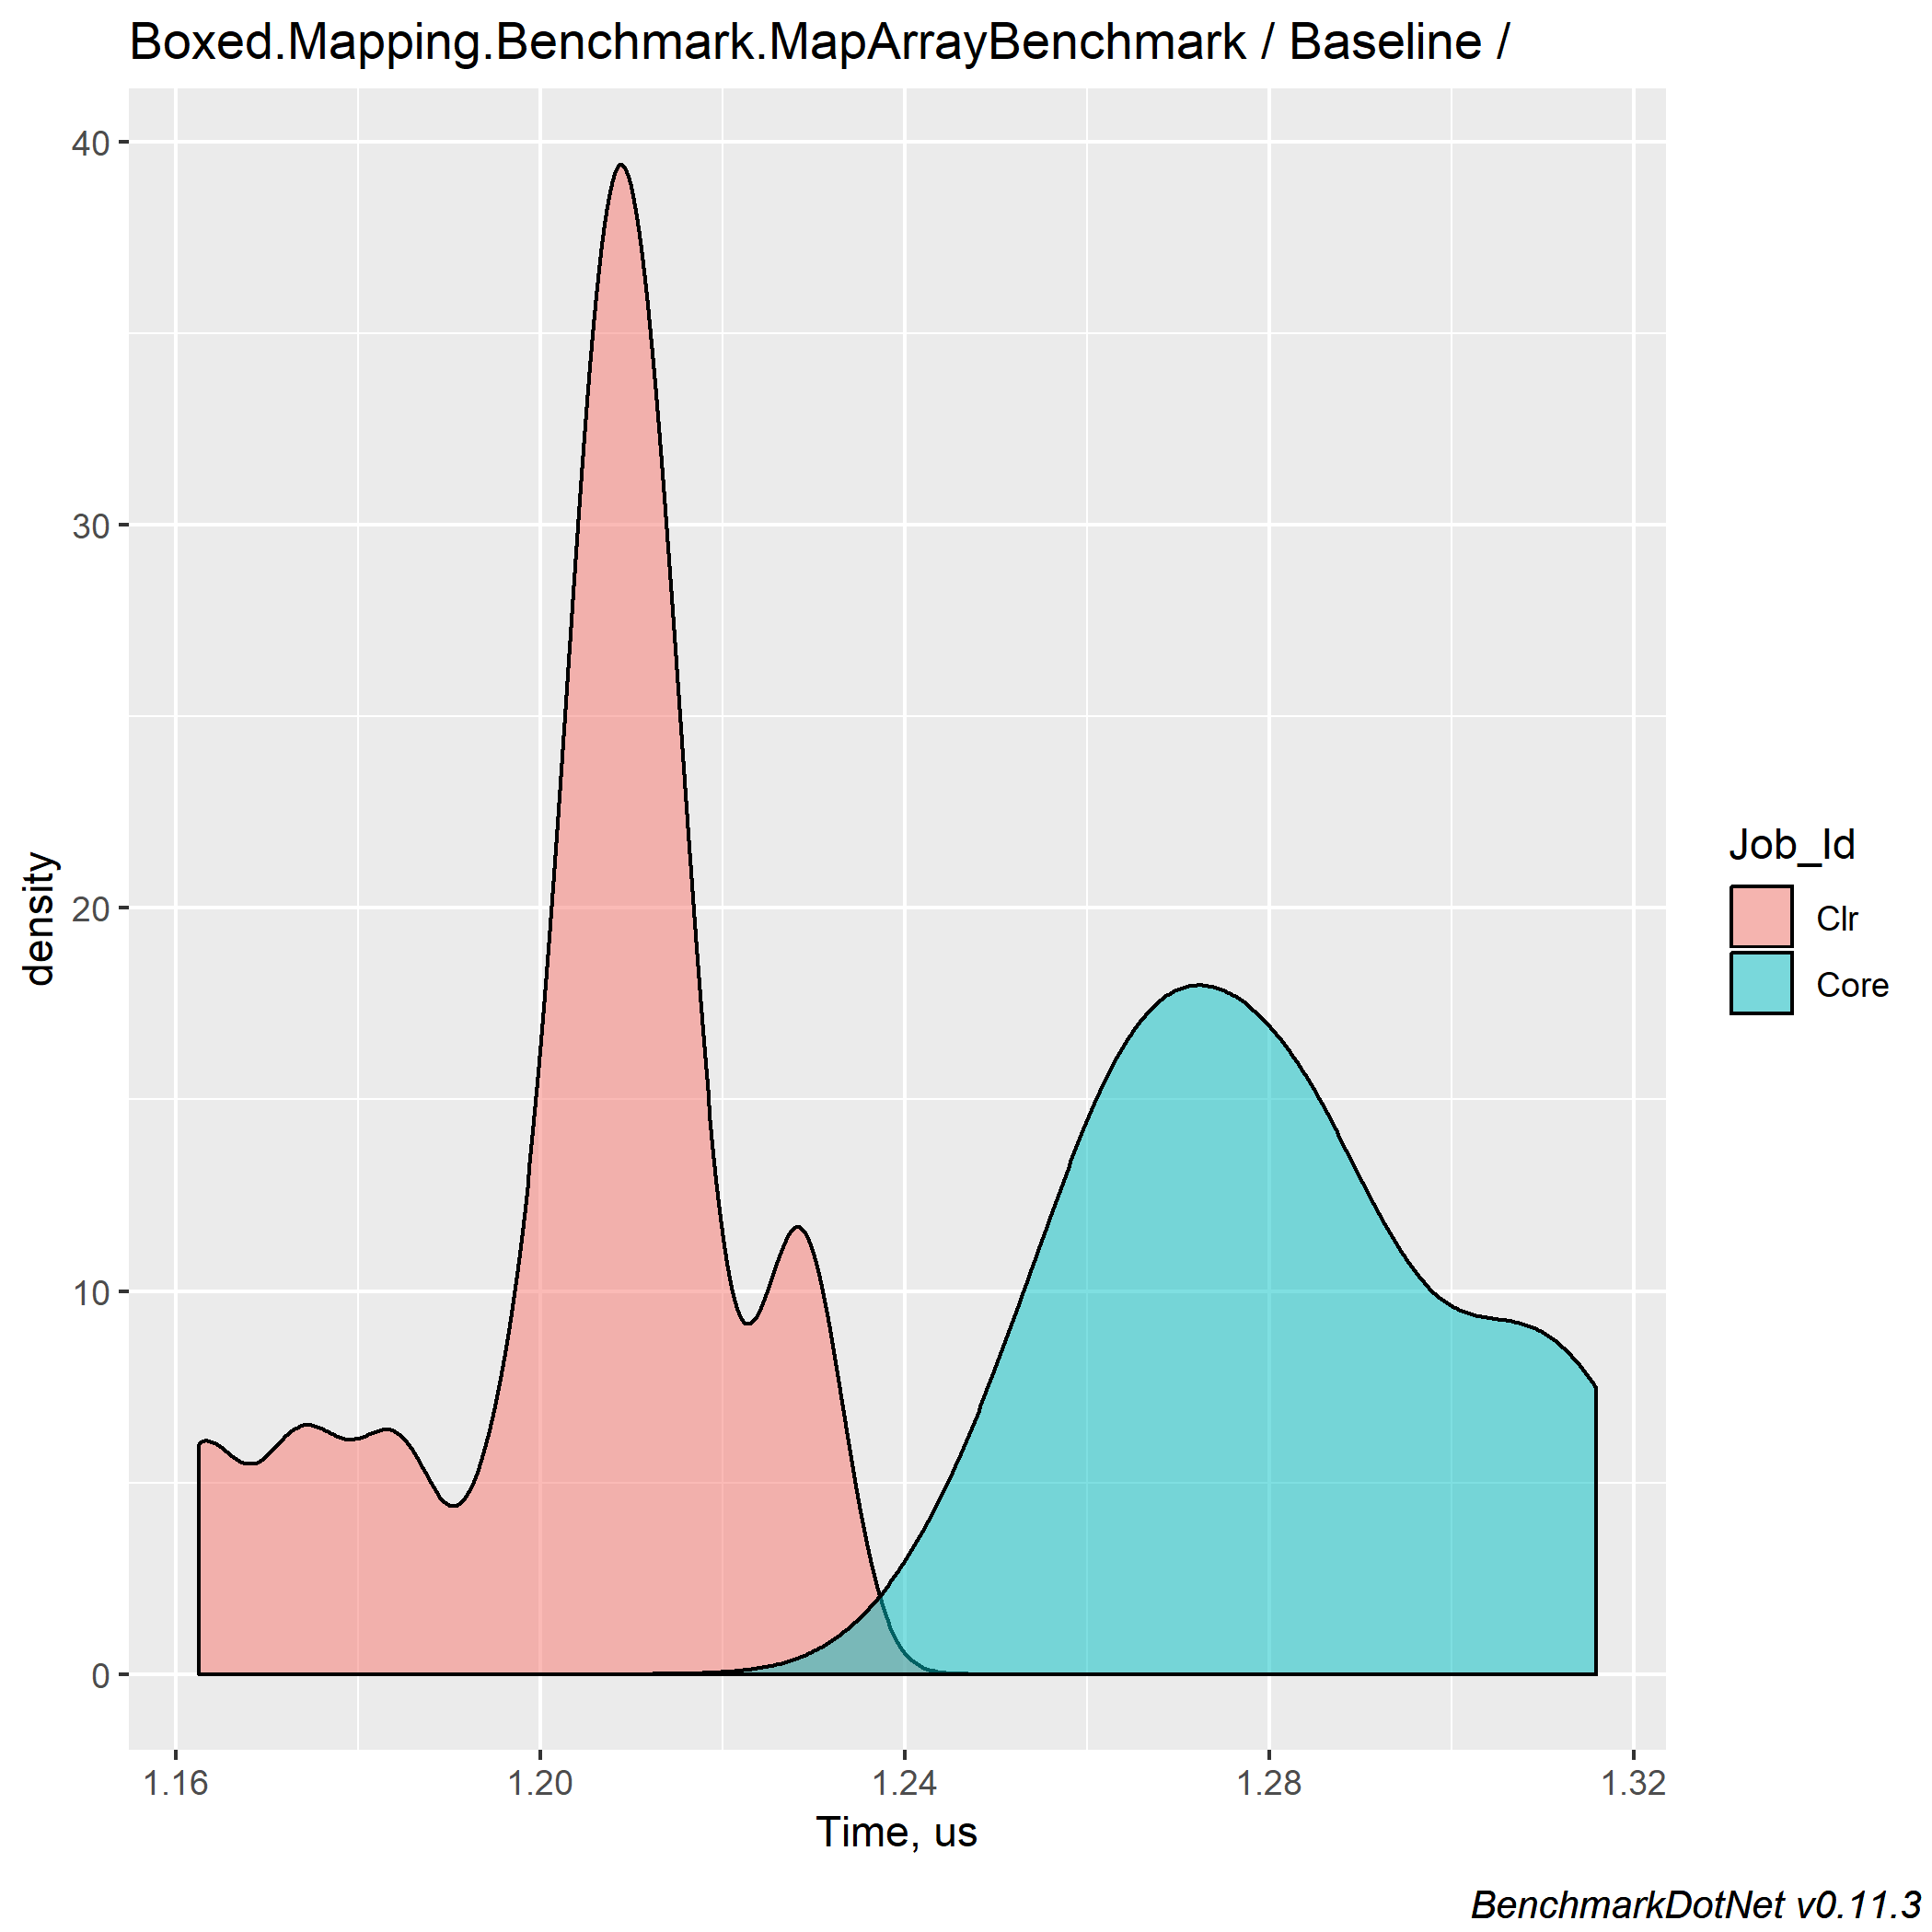 Boxed.Mapping.Benchmark.MapArrayBenchmark / Baseline /
40
30
20
10
0
density
1.16 1.20 1.24 1.28 1.32
Time, us
Job_Id
Clr
Core
BenchmarkDotNet v0.11.3